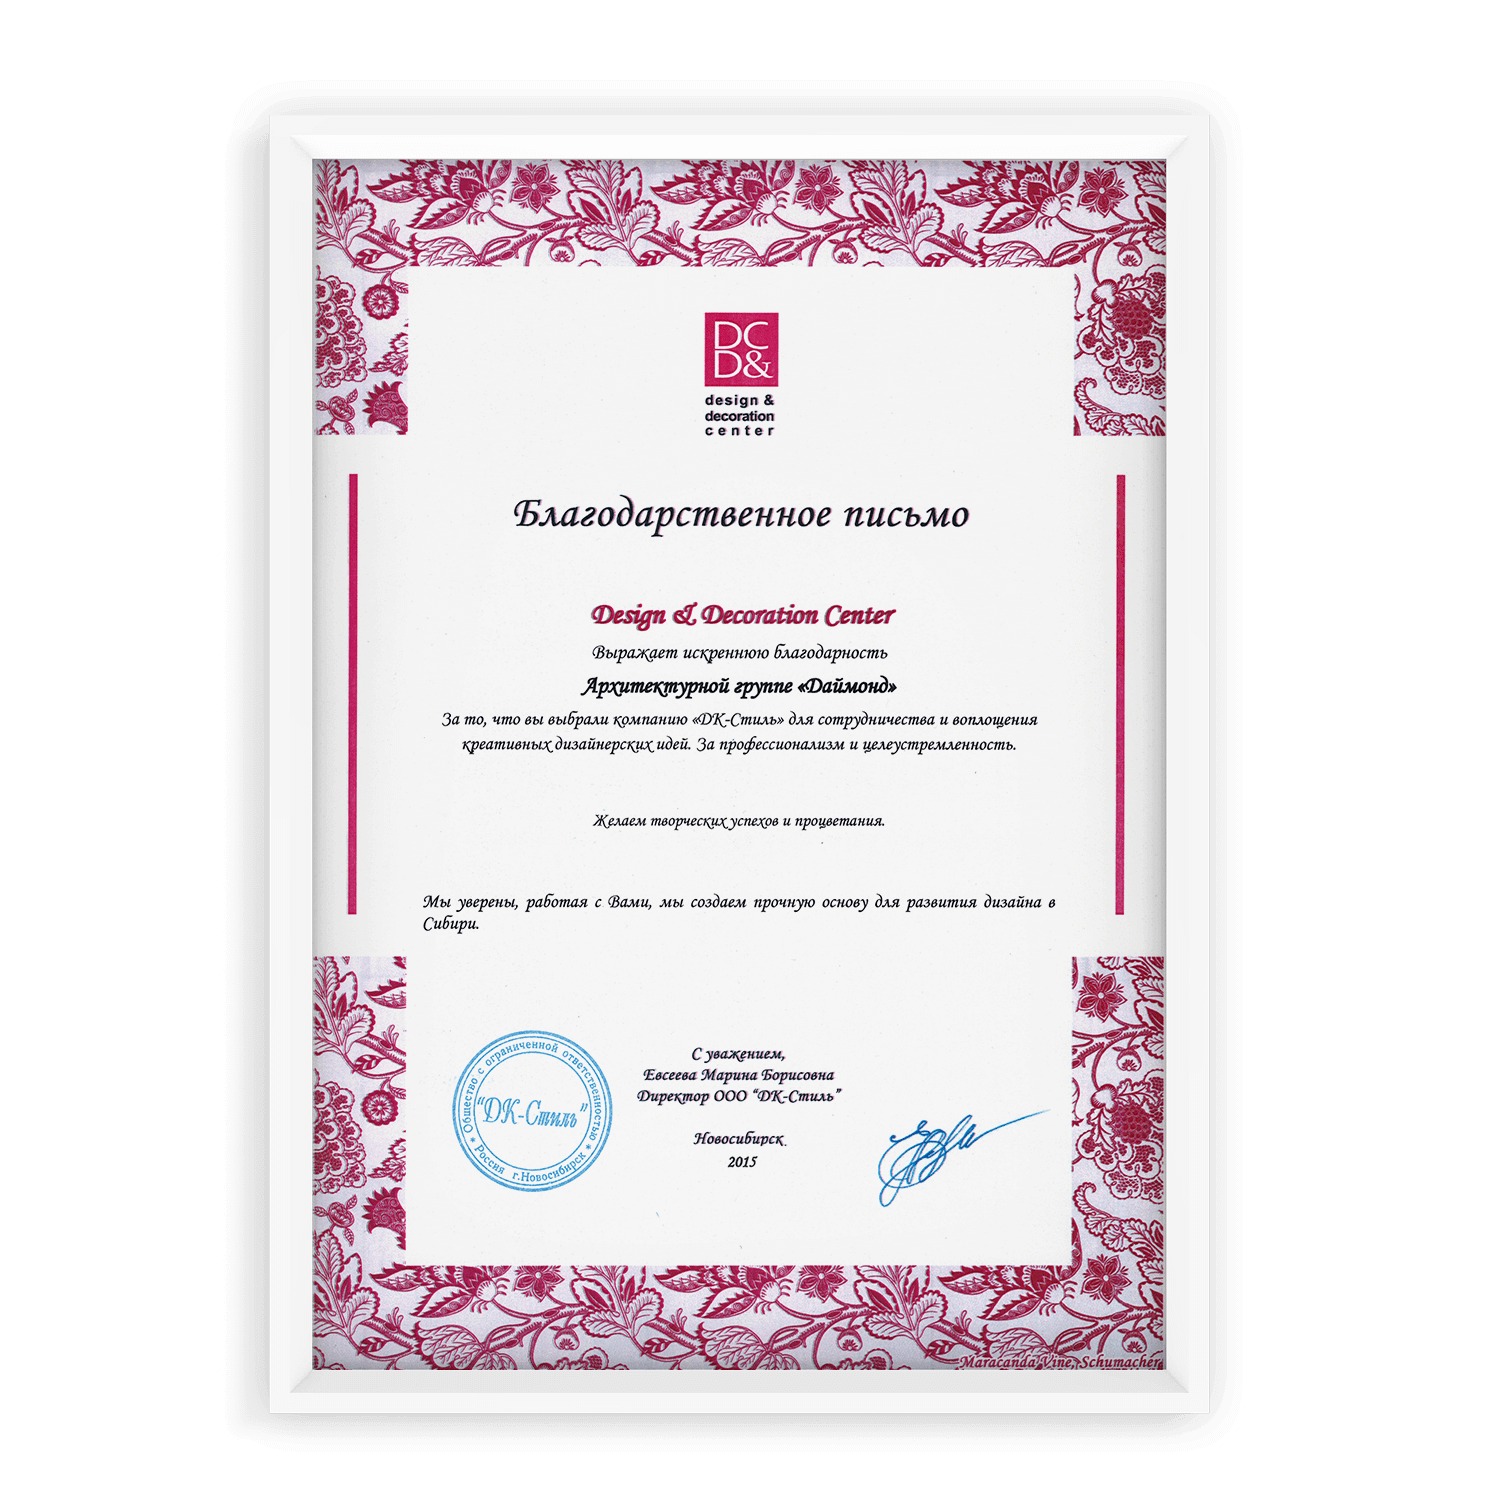 DC
D&
design &
decoration
center
Благодарственное письмо
Design & Decoration Center
Выражает искреннюю благодарность
Архитектурной группе «Даймонд»
За то, что вы выбрали компанию «ДК-Стиль» для сотрудничества и воплощения
креативных дизайнерских идей. За профессионализм и целеустремленность.
Желаем творческих успехов и процветания.
Мы уверены, работая с Вами, мы создаем прочную основу для развития дизайна в
Сибири.
С уважением,
Евсеева Марина Борисовна
Директор ООО “ДК-Стиль”
Новосибирск
2015
* Общество с ограниченной ответственностью *
“ДК-Стиль”
Россия г.Новосибирск
Maracanda Vine, Schumacher